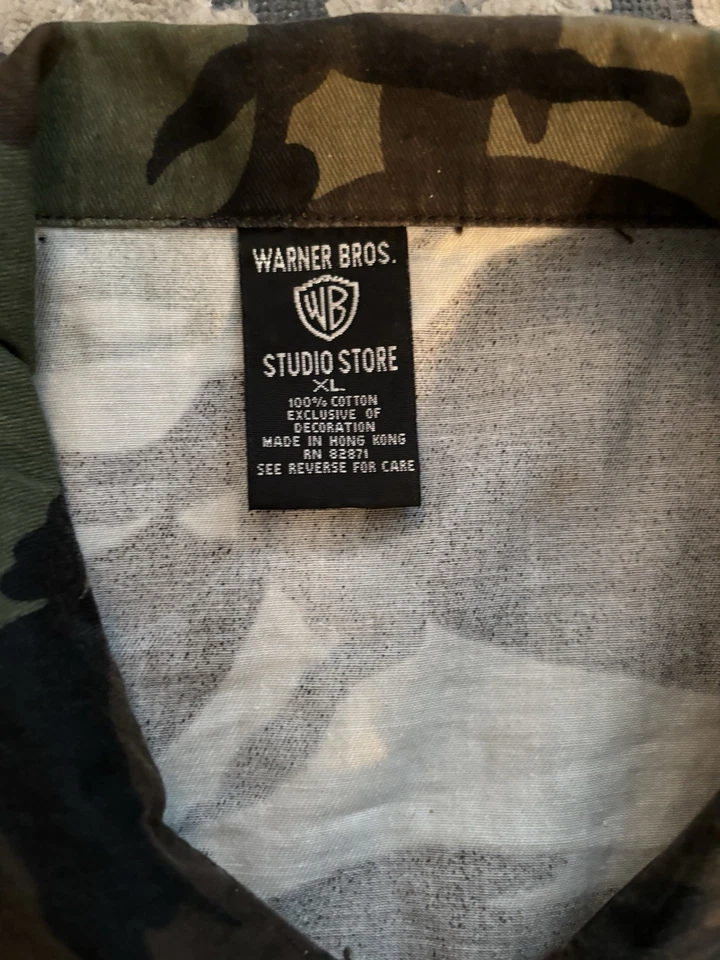 WARNER BROS.
WB
STUDIO STORE
XL.
100% COTTON
EXCLUSIVE OF
DECORATION
MADE IN HONG KONG
RN 82871
SEE REVERSE FOR CARE